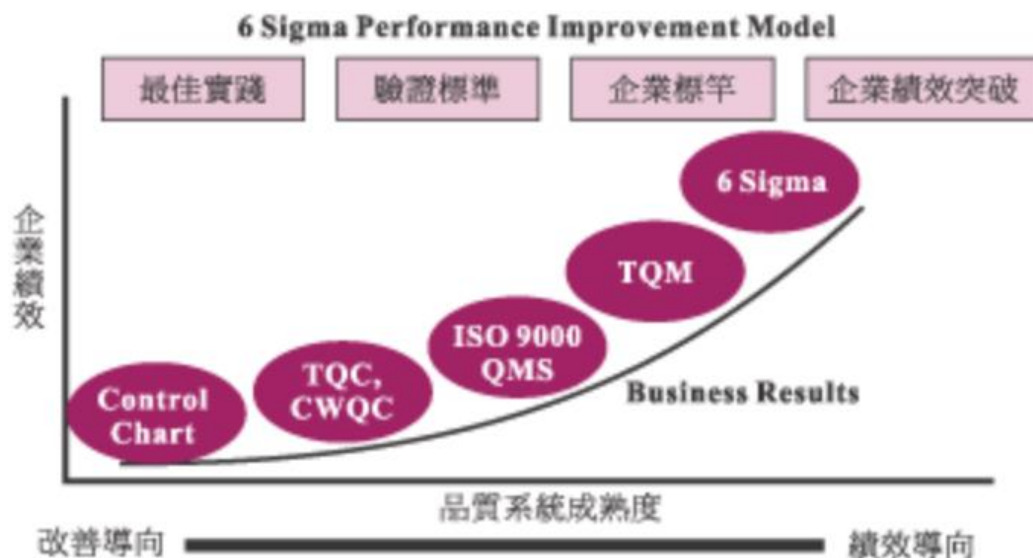 6 Sigma Performance Improvement Model
最佳實踐
驗證標準
企業標竿
企業績效突破
企業績效
6 Sigma
TQM
ISO 9000
QMS
TQC,
CWQC
Control
Chart
Business Results
品質系統成熟度
改善導向
績效導向